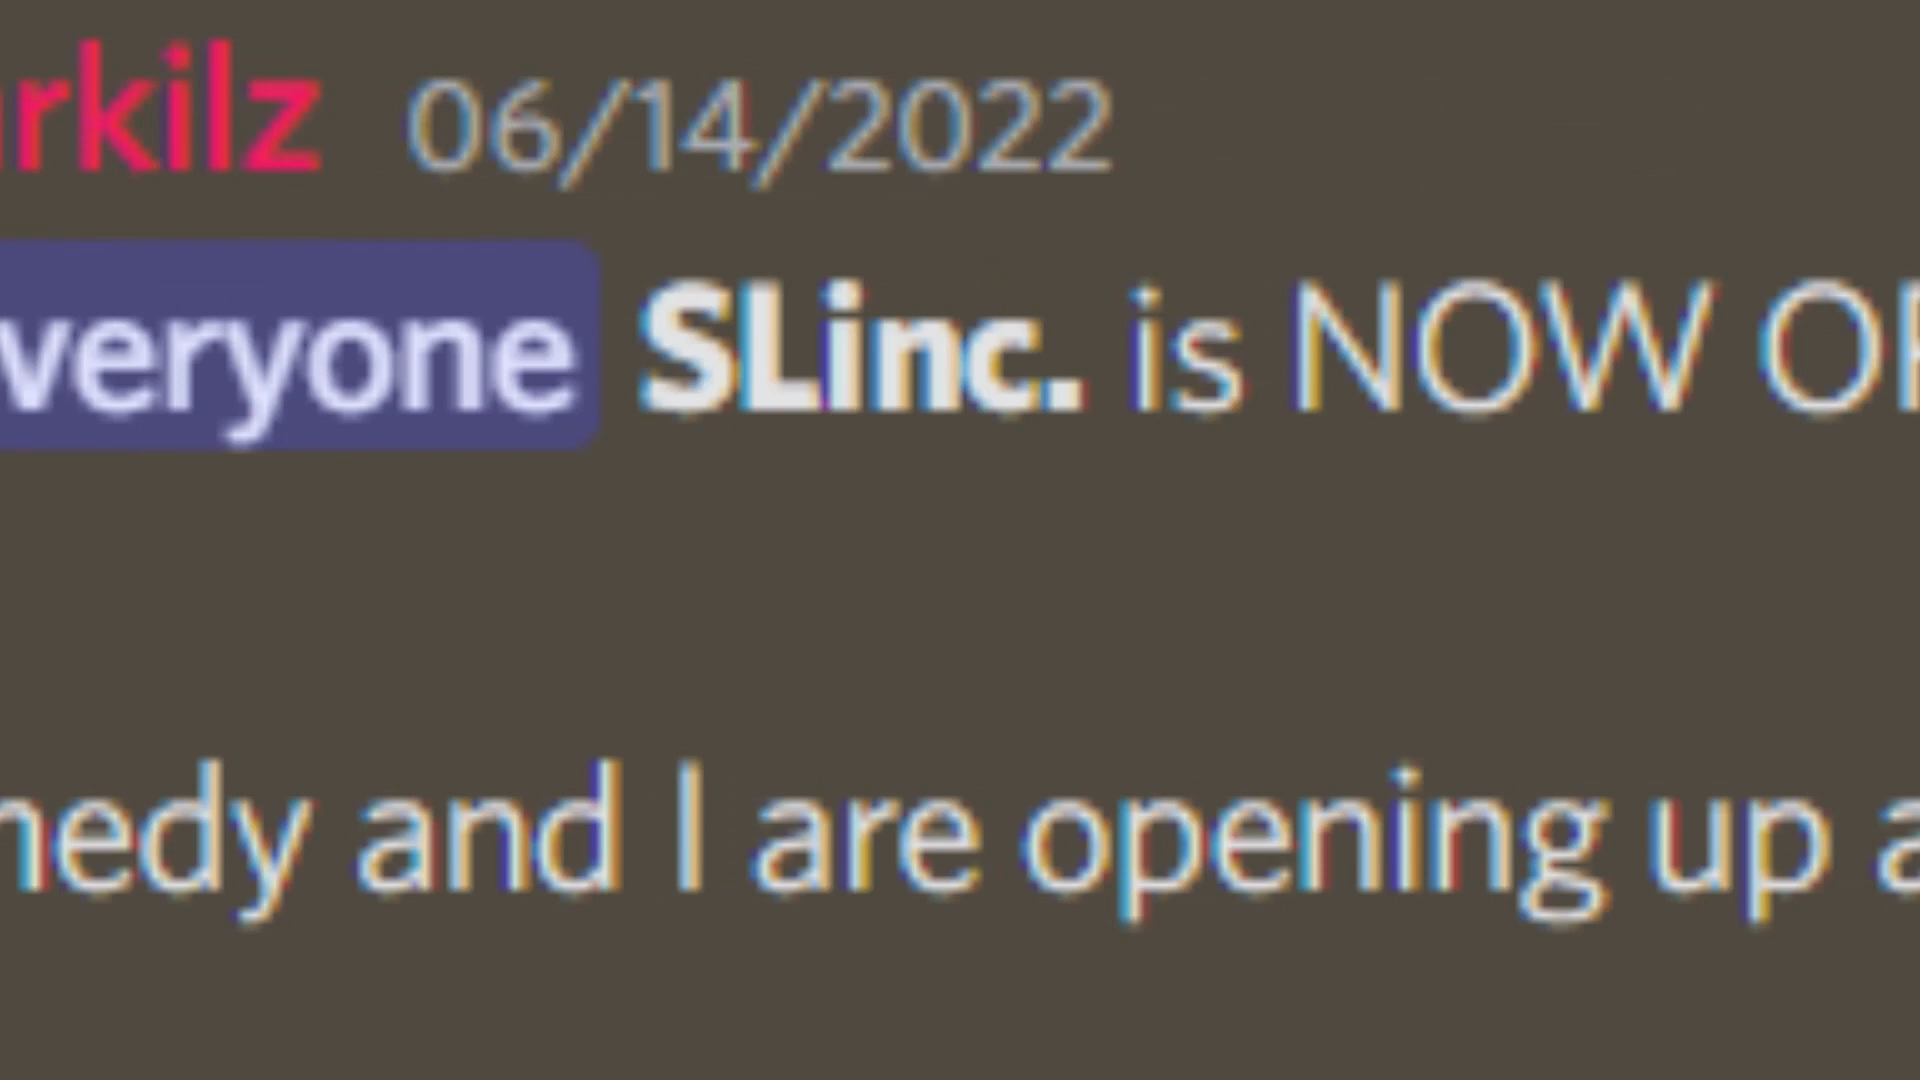 rkilz 06/14/2022
veryone SLinc. is NOW O
nedy and I are opening up a